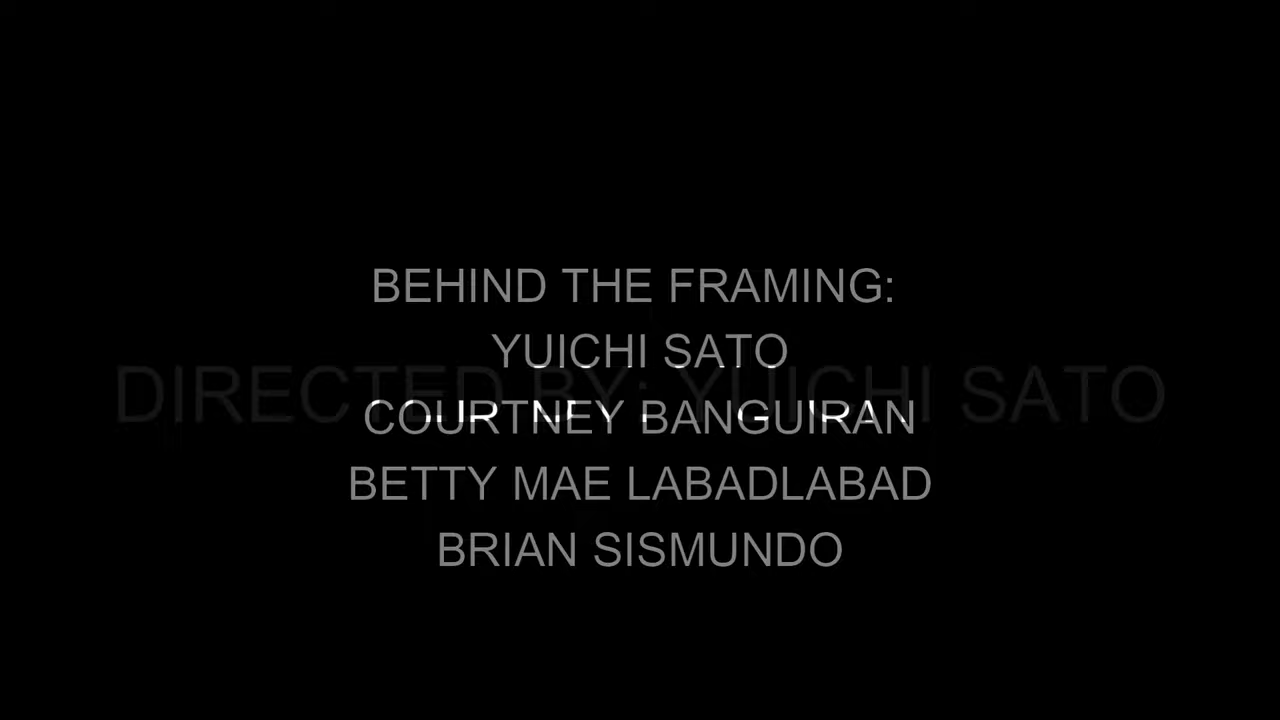 BEHIND THE FRAMING:
YUICHI SATO
DIRECTED BY: YUICHI SATO
COURTNEY BANGUIRAN
BETTY MAE LABADLABAD
BRIAN SISMUNDO